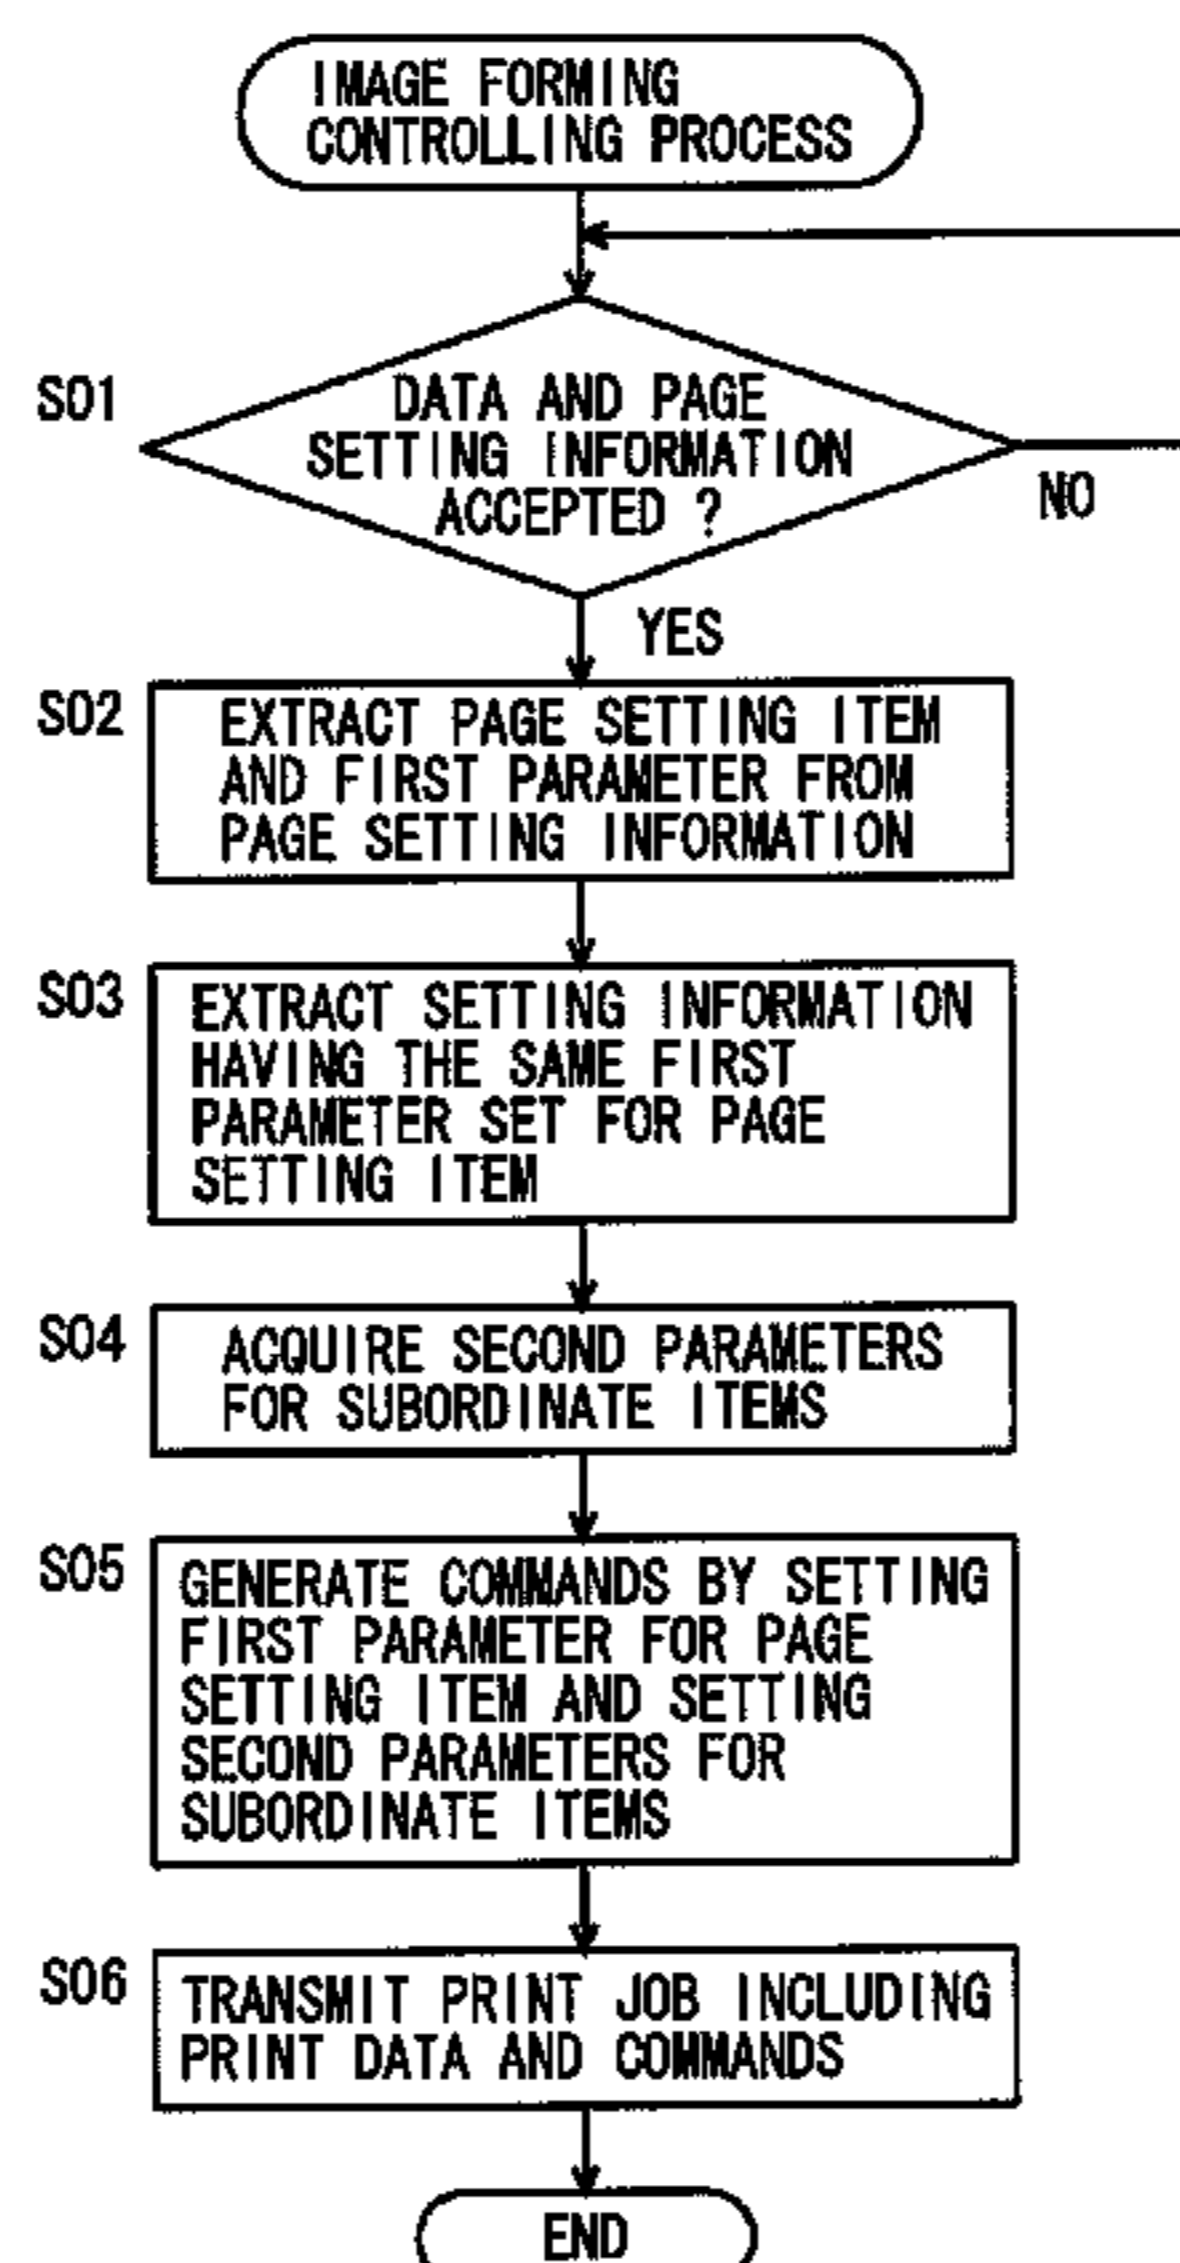 IMAGE FORMING
CONTROLLING PROCESS
S01
DATA AND PAGE
SETTING INFORMATION
ACCEPTED ?
NO
YES
S02
EXTRACT PAGE SETTING ITEM
AND FIRST PARAMETER FROM
PAGE SETTING INFORMATION
S03
EXTRACT SETTING INFORMATION
HAVING THE SAME FIRST
PARAMETER SET FOR PAGE
SETTING ITEM
S04
ACQUIRE SECOND PARAMETERS
FOR SUBORDINATE ITEMS
S05
GENERATE COMMANDS BY SETTING
FIRST PARAMETER FOR PAGE
SETTING ITEM AND SETTING
SECOND PARAMETERS FOR
SUBORDINATE ITEMS
S06
TRANSMIT PRINT JOB INCLUDING
PRINT DATA AND COMMANDS
END